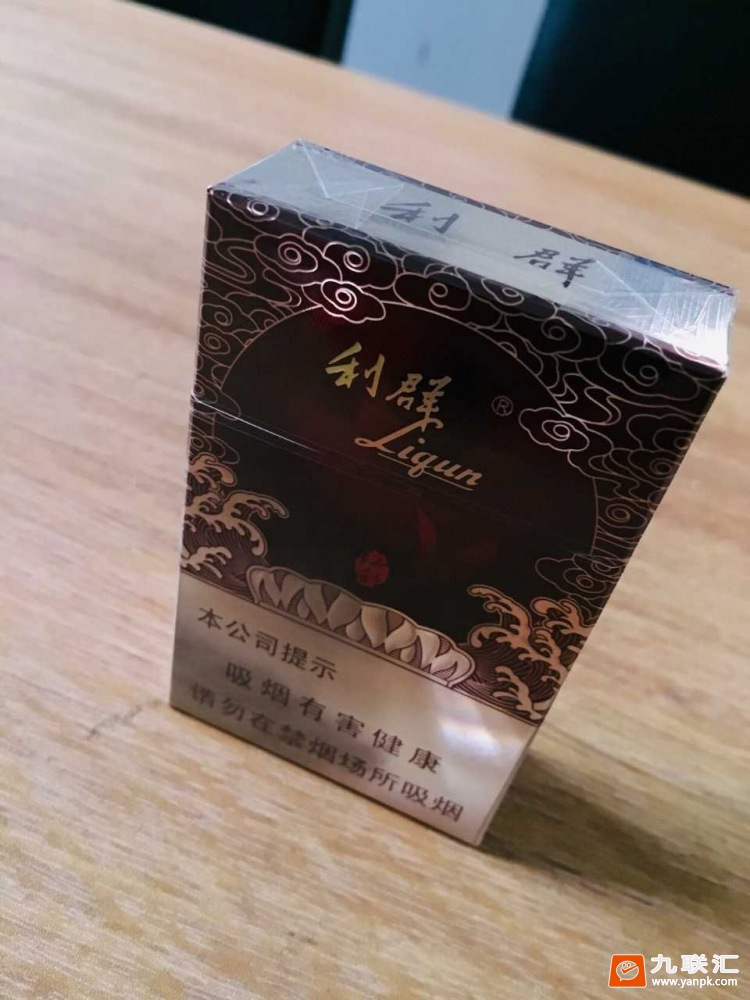 利 群
利群
®
Liqun
本公司提示
吸烟有害健康
请勿在禁烟场所吸烟
九联汇
www.yanpk.com